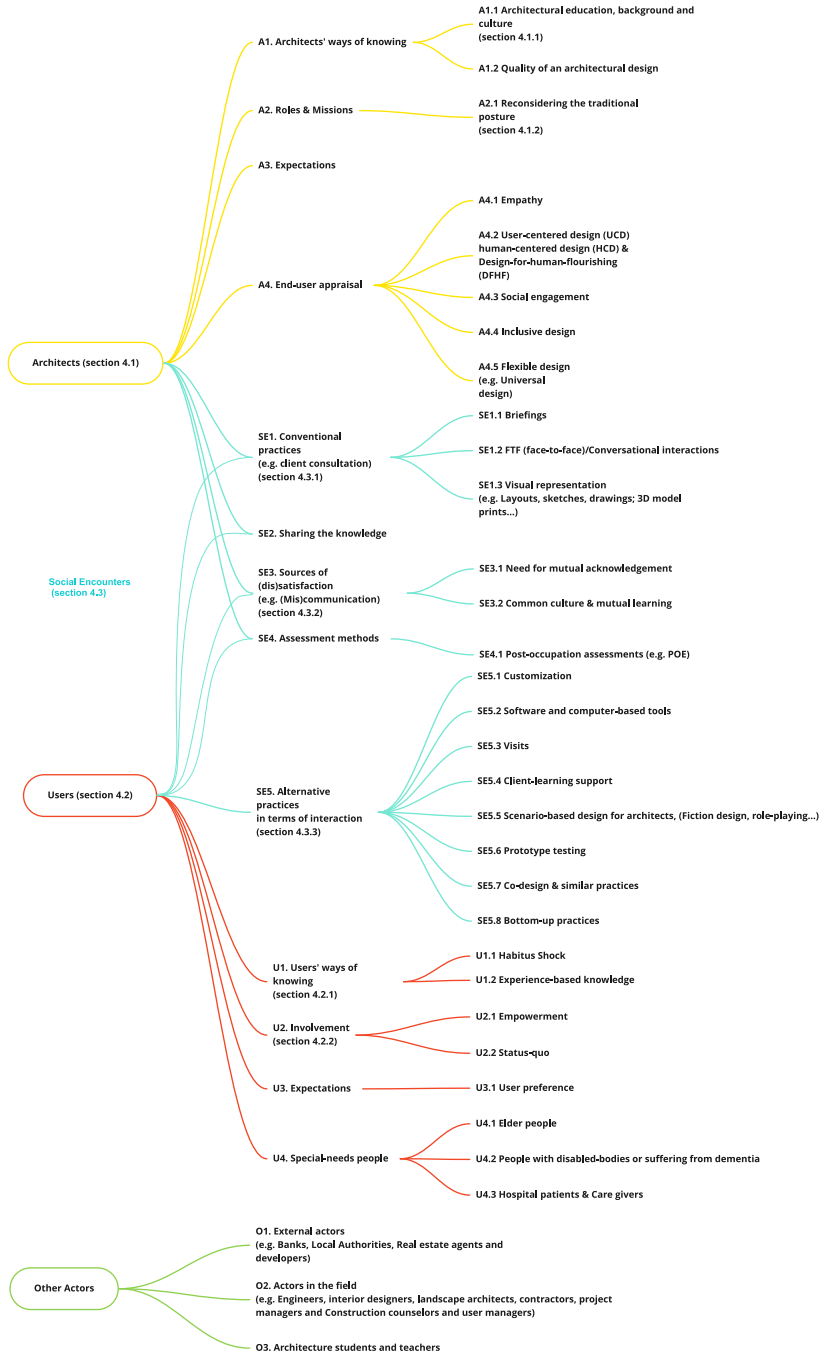 A1.1 Architectural education, background and
culture
(section 4.1.1)
A1. Architects' ways of knowing
A1.2 Quality of an architectural design
A2.1 Reconsidering the traditional
posture
(section 4.1.2)
A2. Roles & Missions
A3. Expectations
A4.1 Empathy
A4.2 User-centered design (UCD)
human-centered design (HCD) &
Design-for-human-flourishing
(DFHF)
A4. End-user appraisal
A4.3 Social engagement
A4.4 Inclusive design
Architects (section 4.1)
A4.5 Flexible design
(e.g. Universal
design)
SE1.1 Briefings
SE1. Conventional
practices
(e.g. client consultation)
(section 4.3.1)
SE1.2 FTF (face-to-face)/Conversational interactions
SE1.3 Visual representation
(e.g. Layouts, sketches, drawings; 3D model
prints...)
SE2. Sharing the knowledge
Social Encounters
(section 4.3)
SE3. Sources of
(dis)satisfaction
(e.g. (Mis)communication)
(section 4.3.2)
SE3.1 Need for mutual acknowledgement
SE3.2 Common culture & mutual learning
SE4. Assessment methods
SE4.1 Post-occupation assessments (e.g. POE)
SE5.1 Customization
SE5.2 Software and computer-based tools
SE5.3 Visits
SE5.4 Client-learning support
Users (section 4.2)
SE5. Alternative
practices
in terms of interaction
(section 4.3.3)
SE5.5 Scenario-based design for architects, (Fiction design, role-playing...)
SE5.6 Prototype testing
SE5.7 Co-design & similar practices
SE5.8 Bottom-up practices
U1. Users' ways of
knowing
(section 4.2.1)
U1.1 Habitus Shock
U1.2 Experience-based knowledge
U2. Involvement
(section 4.2.2)
U2.1 Empowerment
U2.2 Status-quo
U3. Expectations
U3.1 User preference
U4.1 Elder people
U4. Special-needs people
U4.2 People with disabled-bodies or suffering from dementia
U4.3 Hospital patients & Care givers
O1. External actors
(e.g. Banks, Local Authorities, Real estate agents and
developers)
Other Actors
O2. Actors in the field
(e.g. Engineers, interior designers, landscape architects, contractors, project
managers and Construction counselors and user managers)
O3. Architecture students and teachers